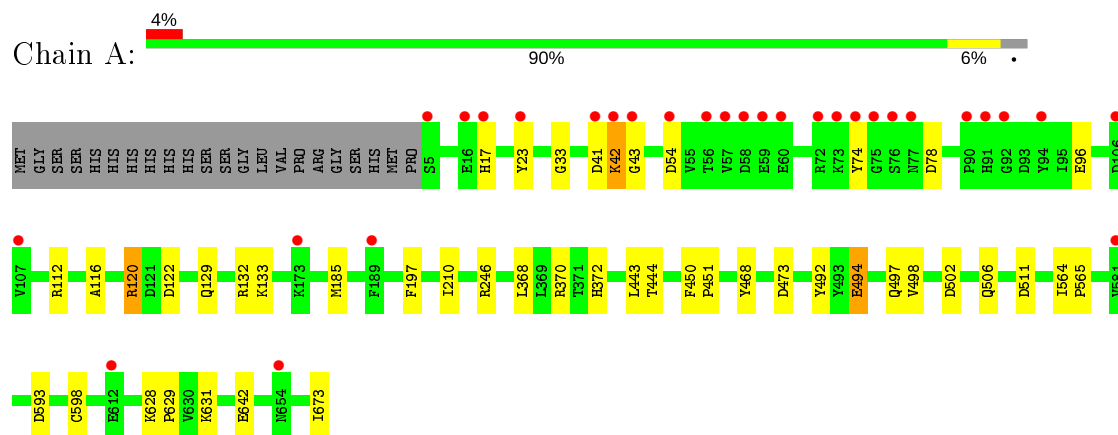 4%
Chain A:
90% 6% •
MET GLY SER SER HIS HIS HIS HIS HIS HIS SER SER GLY LEU VAL PRO ARG GLY SER HIS MET PRO S5 E16 H17 Y23 G33 D41 K42 G43 D54 V55 T56 V57 D58 E59 E60 R72 K73 Y74 G75 S76 N77 D78 P90 H91 G92 D93 Y94 I95 E96 D106
V107 R112 A116 R120 D121 D122 Q129 R132 K133 K173 M185 F189 F197 I210 R246 L368 L369 R370 T371 H372 L443 T444 F450 P451 Y468 D473 Y492 Y493 E494 Q497 V498 D502 Q506 D511 I564 P565 V581
D593 C598 E612 K628 P629 V630 K631 E642 N654 I673